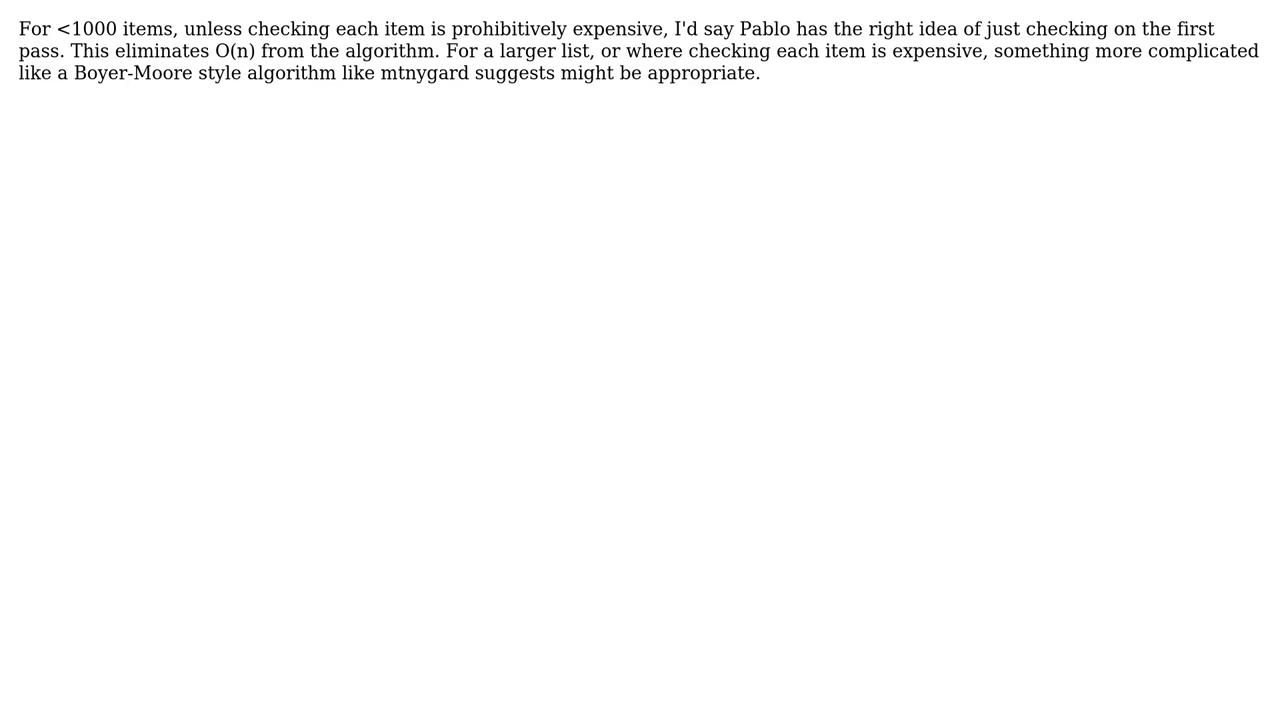 For <1000 items, unless checking each item is prohibitively expensive, I'd say Pablo has the right idea of just checking on the first
pass. This eliminates O(n) from the algorithm. For a larger list, or where checking each item is expensive, something more complicated
like a Boyer-Moore style algorithm like mtnygard suggests might be appropriate.